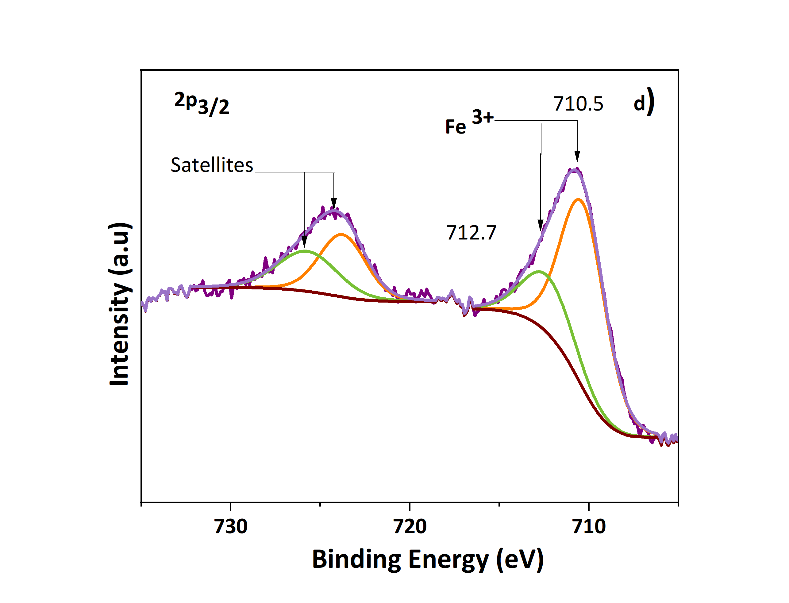 2p3/2
710.5
d)
Fe 3+
Satellites
712.7
Intensity (a.u)
730
720
710
Binding Energy (eV)